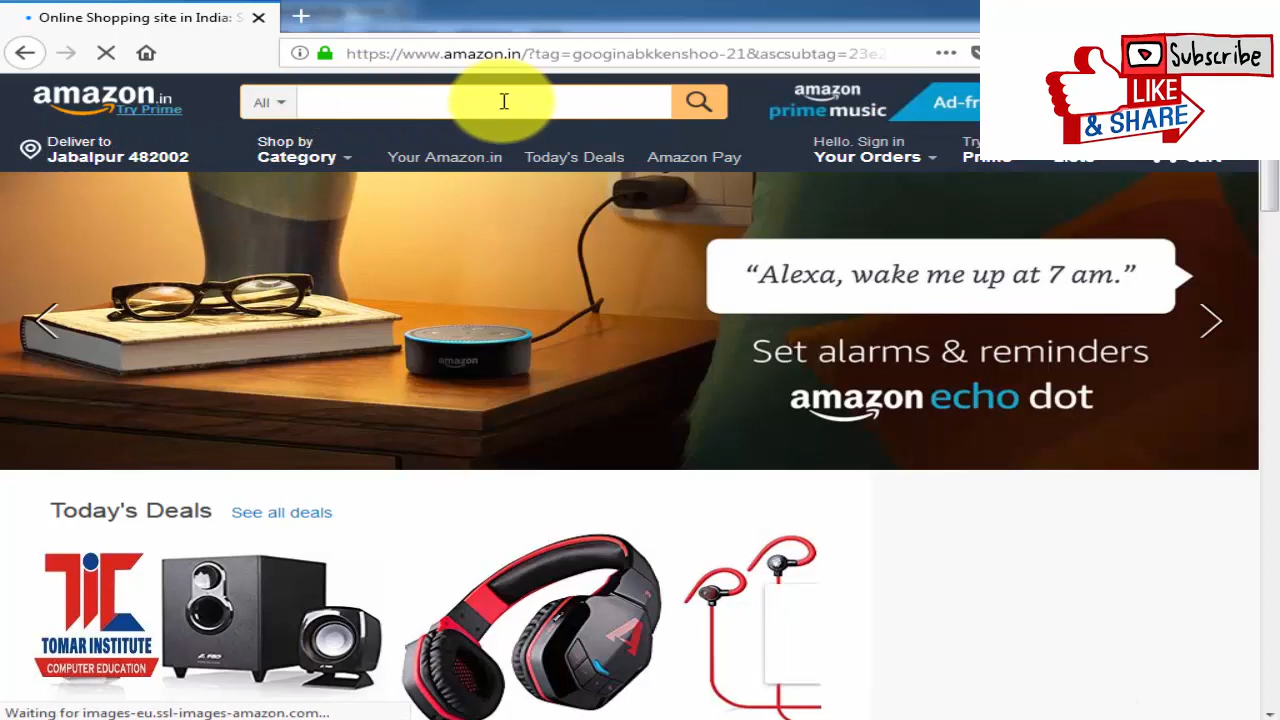 Online Shopping site in India: S
https://www.amazon.in/?tag=googinabkkenshoo-21&ascsubtag=23e2
Subscribe
LIKE
& SHARE
amazon.in
Try Prime
All
amazon
prime music
Ad-fr
Deliver to
Jabalpur 482002
Shop by
Category
Your Amazon.in
Today's Deals
Amazon Pay
Hello. Sign in
Your Orders
Try
Prime
Lists
Cart
“Alexa, wake me up at 7 am.”
Set alarms & reminders
amazon echo dot
amazon
Today's Deals
See all deals
TIC
TOMAR INSTITUTE
COMPUTER EDUCATION
F&D
A
Waiting for images-eu.ssl-images-amazon.com...